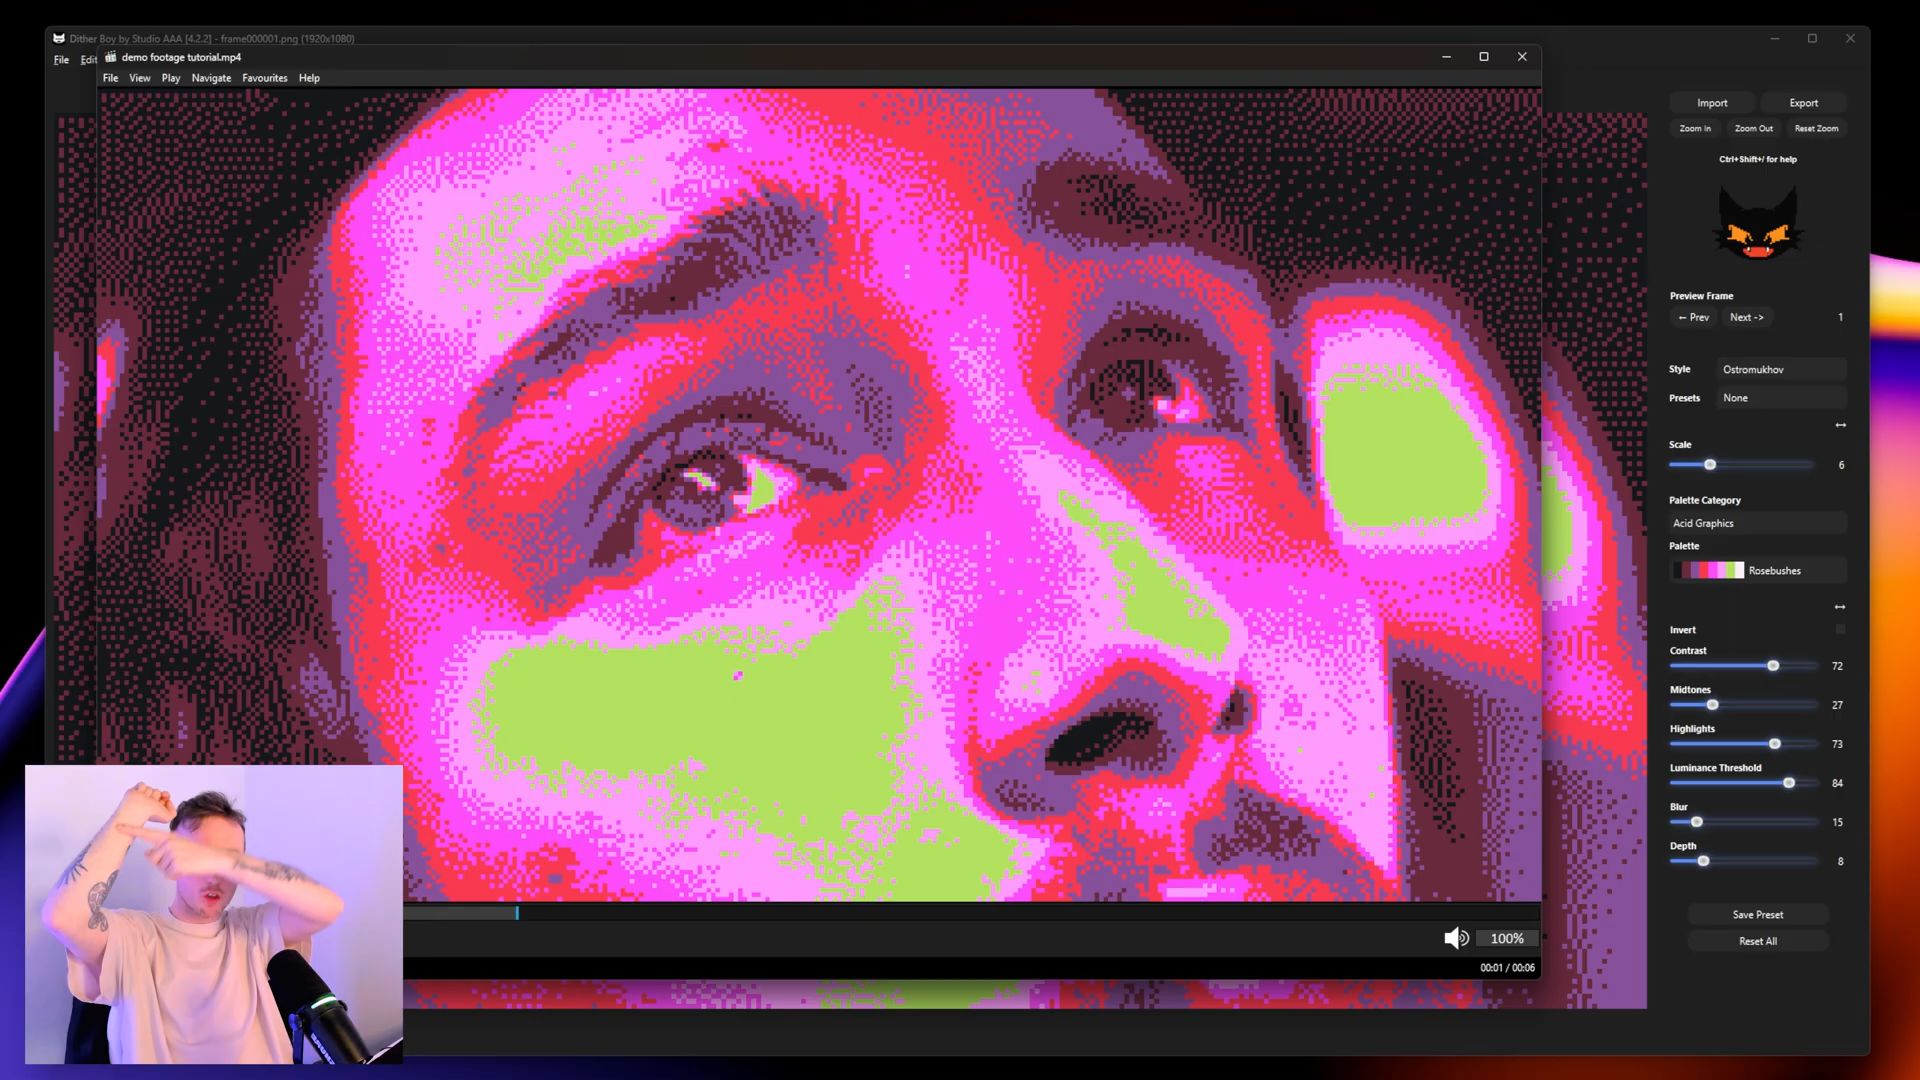 Dither Boy by Studio AAA [4.2.2] - frame000001.png (1920x1080)
File Edit
demo footage tutorial.mp4
File View Play Navigate Favourites Help
Import Export
Zoom In Zoom Out Reset Zoom
Ctrl+Shift+/ for help
Preview Frame
← Prev Next -> 1
Style Ostromukhov
Presets None
Scale
6
Palette Category
Acid Graphics
Palette
Rosebushes
Invert
Contrast
72
Midtones
27
Highlights
73
Luminance Threshold
84
Blur
15
Depth
8
Save Preset
Reset All
100%
00:01 / 00:06